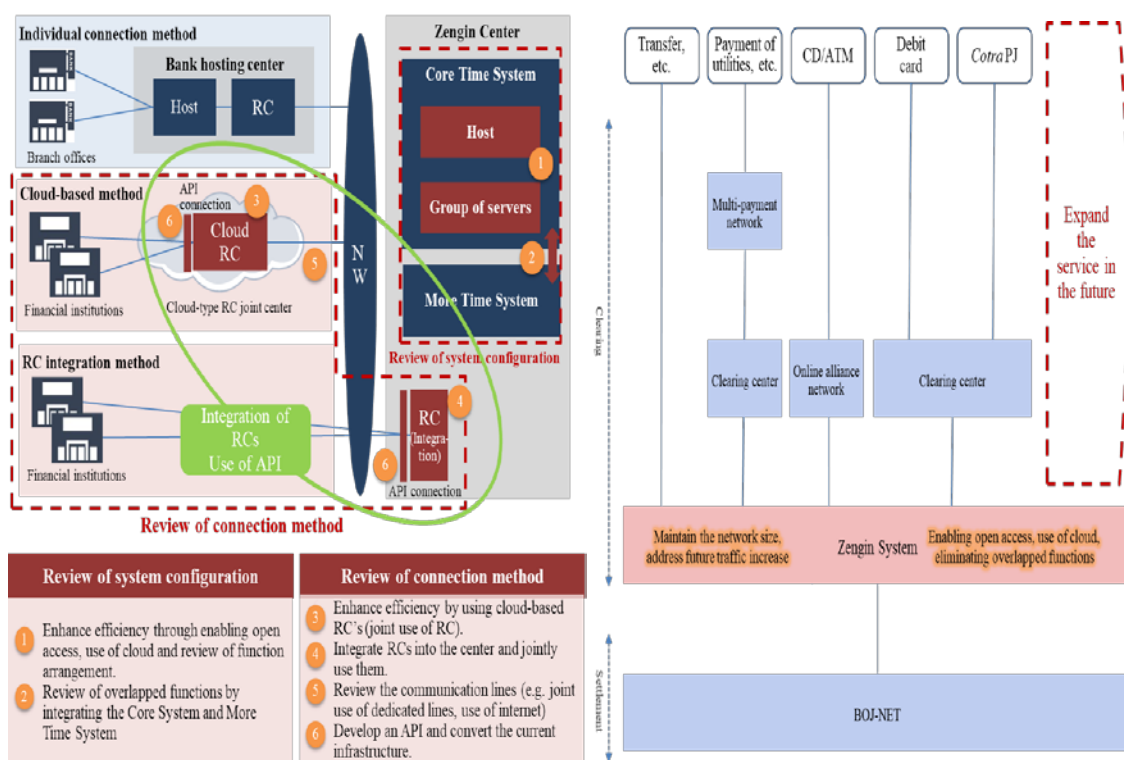 Individual connection method
Bank hosting center
Host
RC
Branch offices
Cloud-based method
API
connection
3
6
Cloud
RC
5
Financial institutions
Cloud-type RC joint center
RC integration method
Integration of
RCs
Use of API
Financial institutions
N
W
Zengin Center
Core Time System
Host
1
Group of servers
2
More Time System
Review of system configuration
4
RC
(Integra-
tion)
6
API connection
Review of connection method
Review of system configuration
1
Enhance efficiency through enabling open
access, use of cloud and review of function
arrangement.
2
Review of overlapped functions by
integrating the Core System and More
Time System
Review of connection method
3
Enhance efficiency by using cloud-based
RC's (joint use of RC).
4
Integrate RCs into the center and jointly
use them.
5
Review the communication lines (e.g. joint
use of dedicated lines, use of internet)
6
Develop an API and convert the current
infrastructure.
Transfer,
etc.
Payment of
utilities, etc.
CD/ATM
Debit
card
Cotra PJ
Multi-payment
network
Clearing center
Online alliance
network
Clearing center
Expand
the
service in
the future
Clearing
Maintain the network size,
address future traffic increase
Zengin System
Enabling open access, use of cloud,
eliminating overlapped functions
Settlement
BOJ-NET